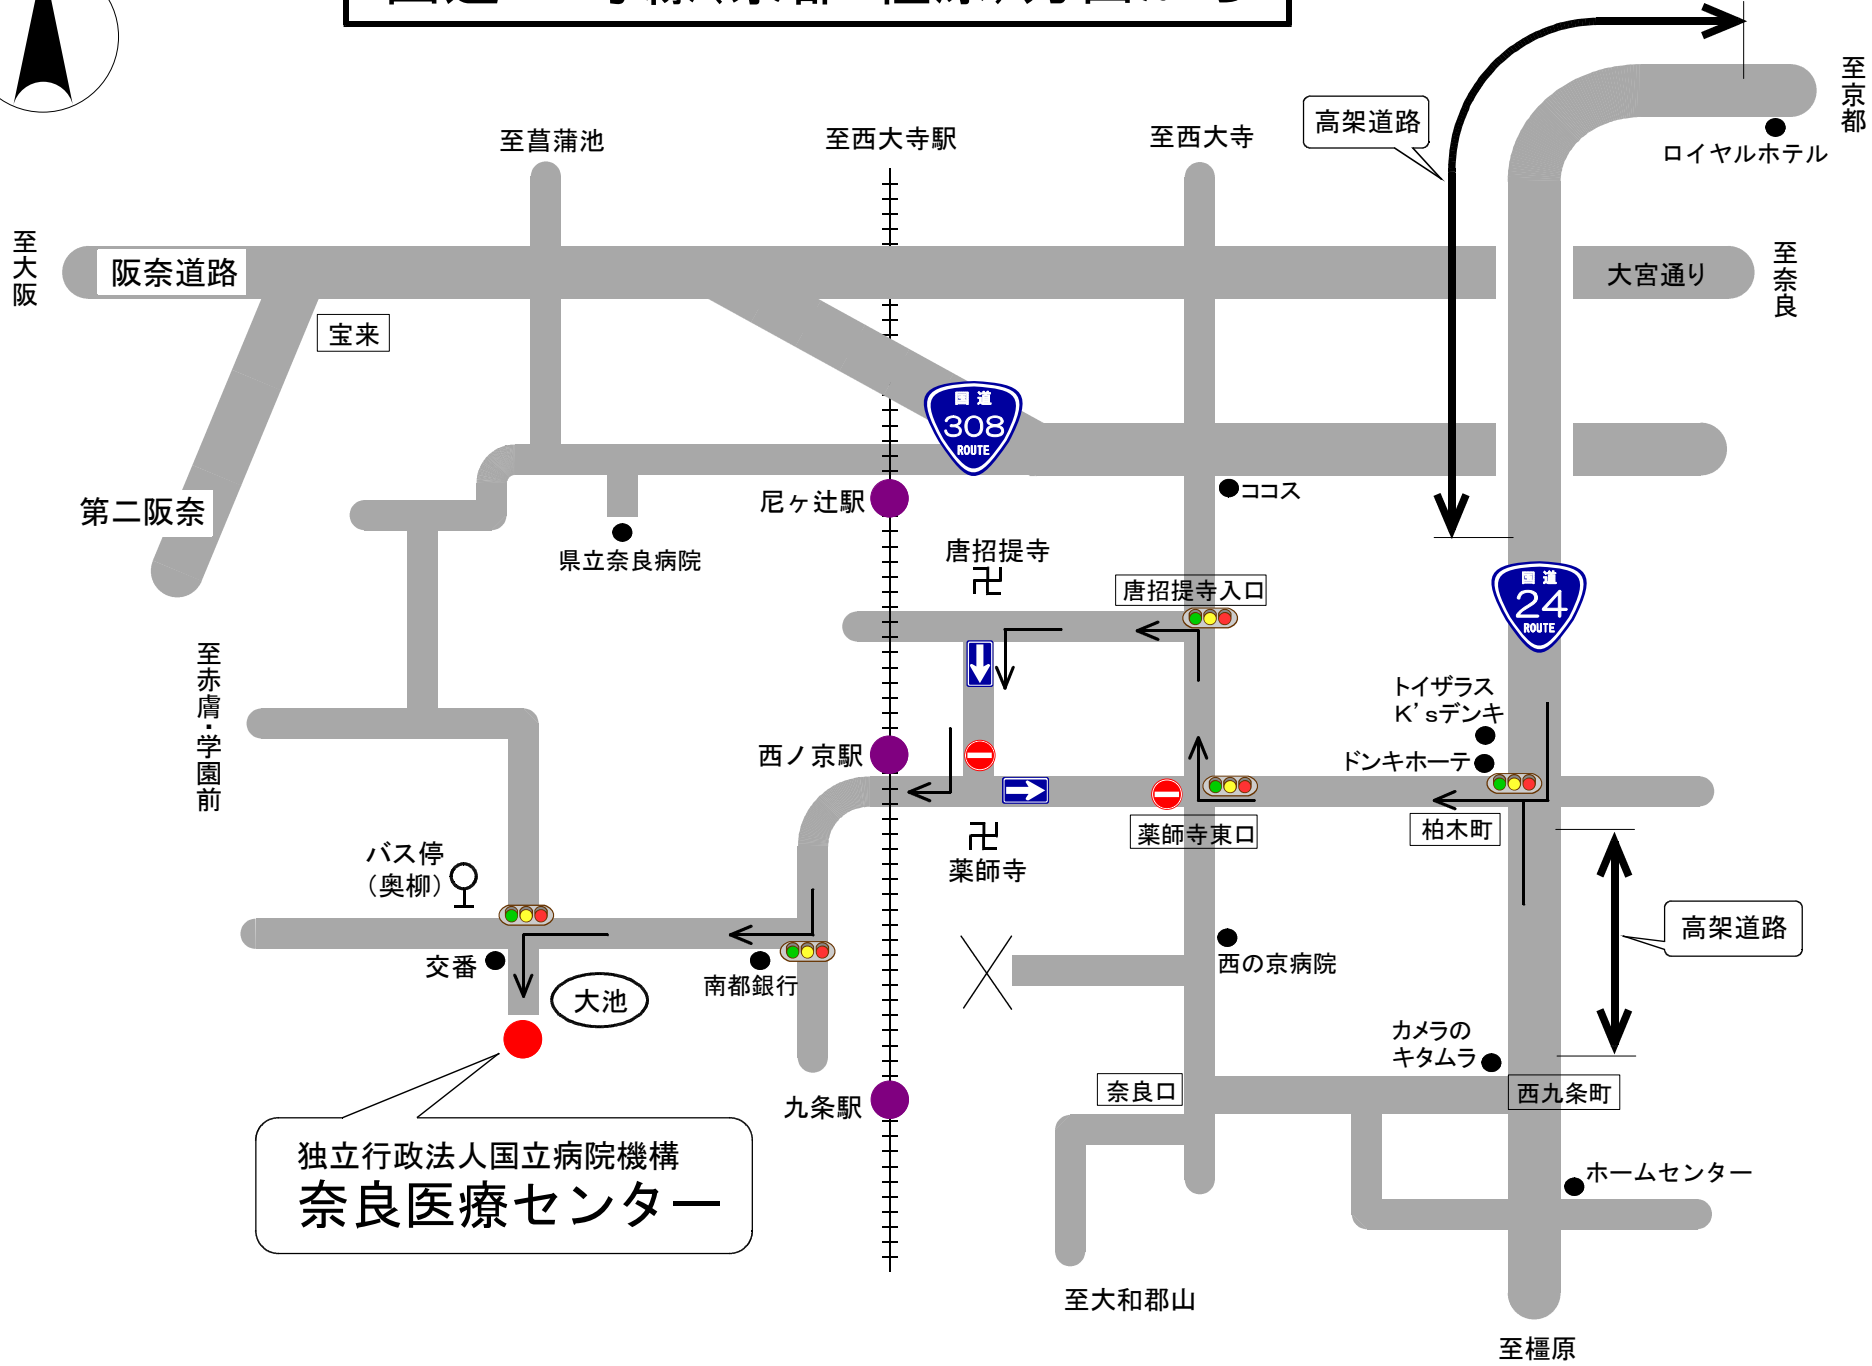 至京都
高架道路
至菖蒲池
至西大寺駅
至西大寺
ロイヤルホテル
至大阪
阪奈道路
大宮通り
至奈良
宝来
国道
308
ROUTE
第二阪奈
尼ヶ辻駅
ココス
県立奈良病院
唐招提寺
唐招提寺入口
国道
24
ROUTE
至赤膚・学園前
トイザラス
K'sデンキ
西ノ京駅
ドンキホーテ
薬師寺東口
柏木町
バス停
(奥柳)
薬師寺
高架道路
交番
南都銀行
西の京病院
大池
カメラの
キタムラ
九条駅
奈良口
西九条町
独立行政法人国立病院機構
奈良医療センター
ホームセンター
至大和郡山
至橿原